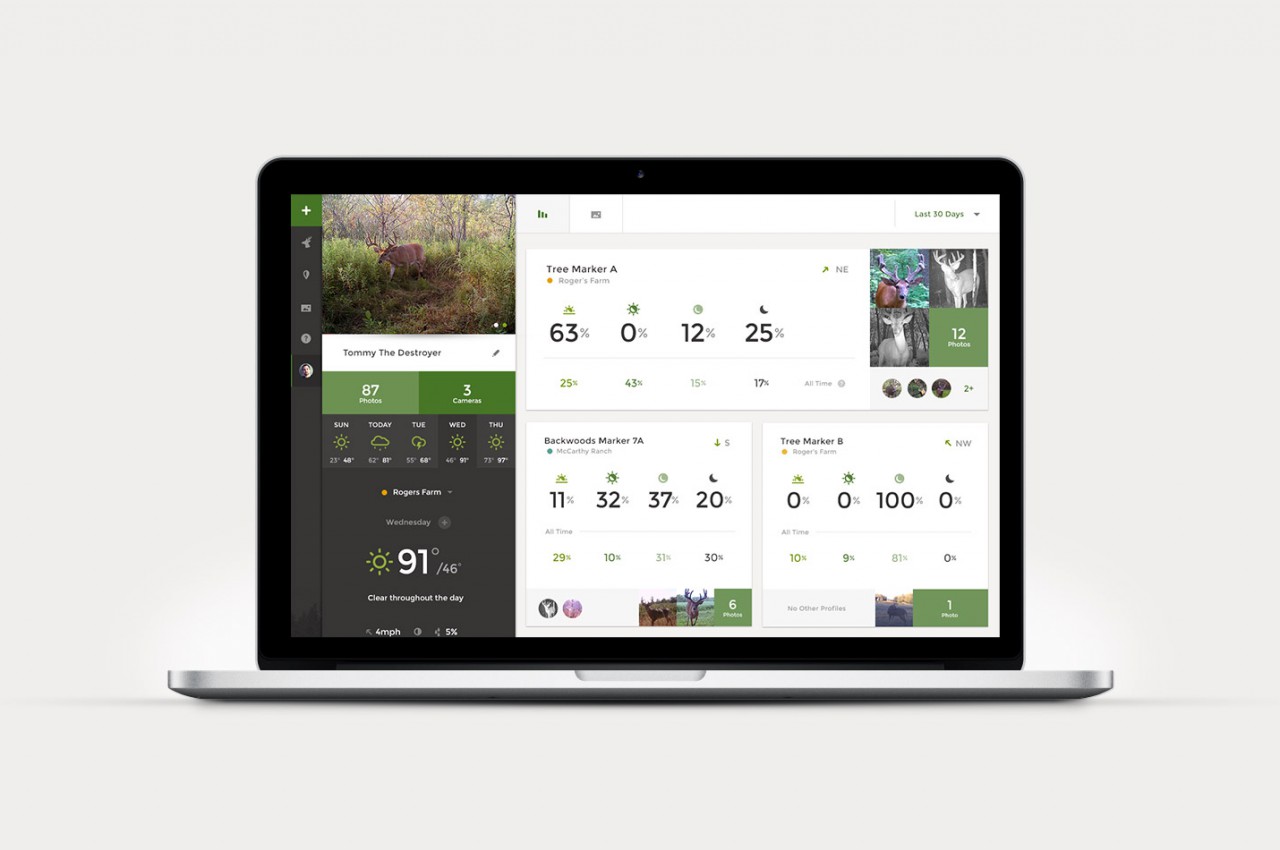 +
Last 30 Days
Tommy The Destroyer
87
Photos
3
Cameras
SUN TODAY TUE WED THU
23° 48° 62° 81° 55° 68° 46° 91° 73° 97°
Rogers Farm
Wednesday +
91° /46°
Clear throughout the day
4mph 5%
Tree Marker A
NE
Roger's Farm
63% 0% 12% 25%
25% 43% 15% 17% All Time ?
12
Photos
2+
Backwoods Marker 7A
S
McCarthy Ranch
11% 32% 37% 20%
All Time
29% 10% 31% 30%
6
Photos
Tree Marker B
NW
Roger's Farm
0% 0% 100% 0%
All Time
10% 9% 81% 0%
No Other Profiles
1
Photo